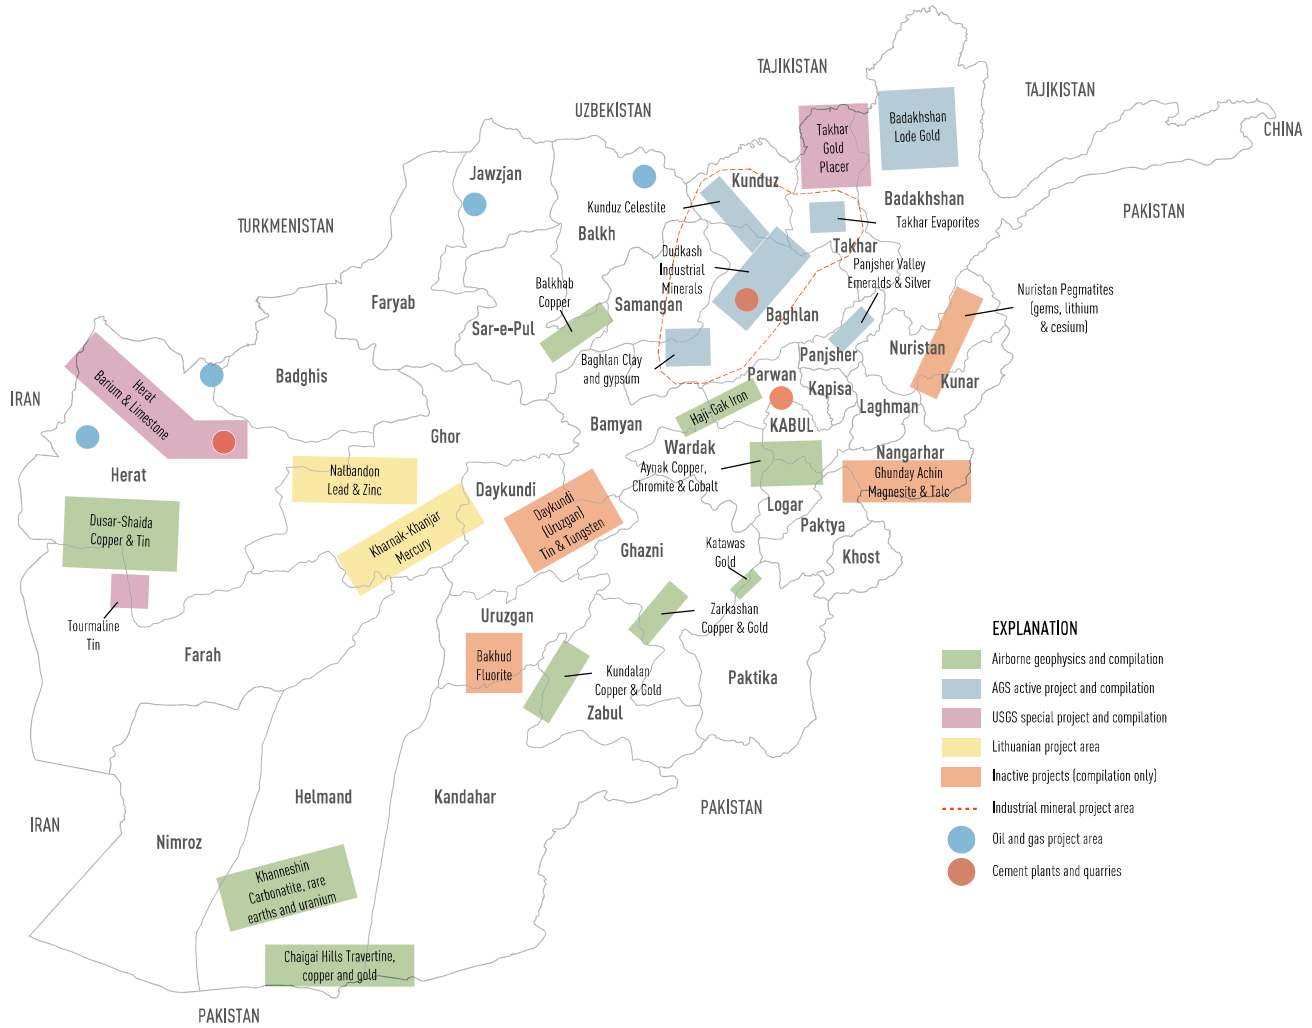 TAJIKISTAN
TAJIKISTAN
UZBEKISTAN
CHINA
TURKMENISTAN
PAKISTAN
IRAN
IRAN
PAKISTAN
PAKISTAN
Jawzjan
Kunduz
Balkh
Badakhshan
Takhar
Faryab
Samangan
Sar-e-Pul
Baghlan
Panjsher
Nuristan
Kunar
Badghis
Parwan
Kapisa
Laghman
KABUL
Bamyan
Ghor
Wardak
Nangarhar
Herat
Daykundi
Logar
Paktya
Khost
Ghazni
Uruzgan
Farah
Paktika
Zabul
Helmand
Kandahar
Nimroz
Takhar
Gold
Placer
Badakhshan
Lode Gold
Kunduz Celestite
Takhar Evaporites
Dudkash
Industrial
Minerals
Panjsher Valley
Emeralds & Silver
Nuristan Pegmatites
(gems, lithium
& cesium)
Balkhab
Copper
Baghlan Clay
and gypsum
Herat
Barium & Limestone
Haji-Gak Iron
Aynak Copper,
Chromite & Cobalt
Ghunday Achin
Magnesite & Talc
Nalbandon
Lead & Zinc
Kharnak-Khanjar
Mercury
Daykundi
(Uruzgan)
Tin & Tungsten
Dusar-Shaida
Copper & Tin
Tourmaline
Tin
Katawas
Gold
Zarkashan
Copper & Gold
Bakhud
Fluorite
Kundalan
Copper & Gold
Khanneshin
Carbonatite, rare
earths and uranium
Chaigai Hills Travertine,
copper and gold
EXPLANATION
Airborne geophysics and compilation
AGS active project and compilation
USGS special project and compilation
Lithuanian project area
Inactive projects (compilation only)
Industrial mineral project area
Oil and gas project area
Cement plants and quarries